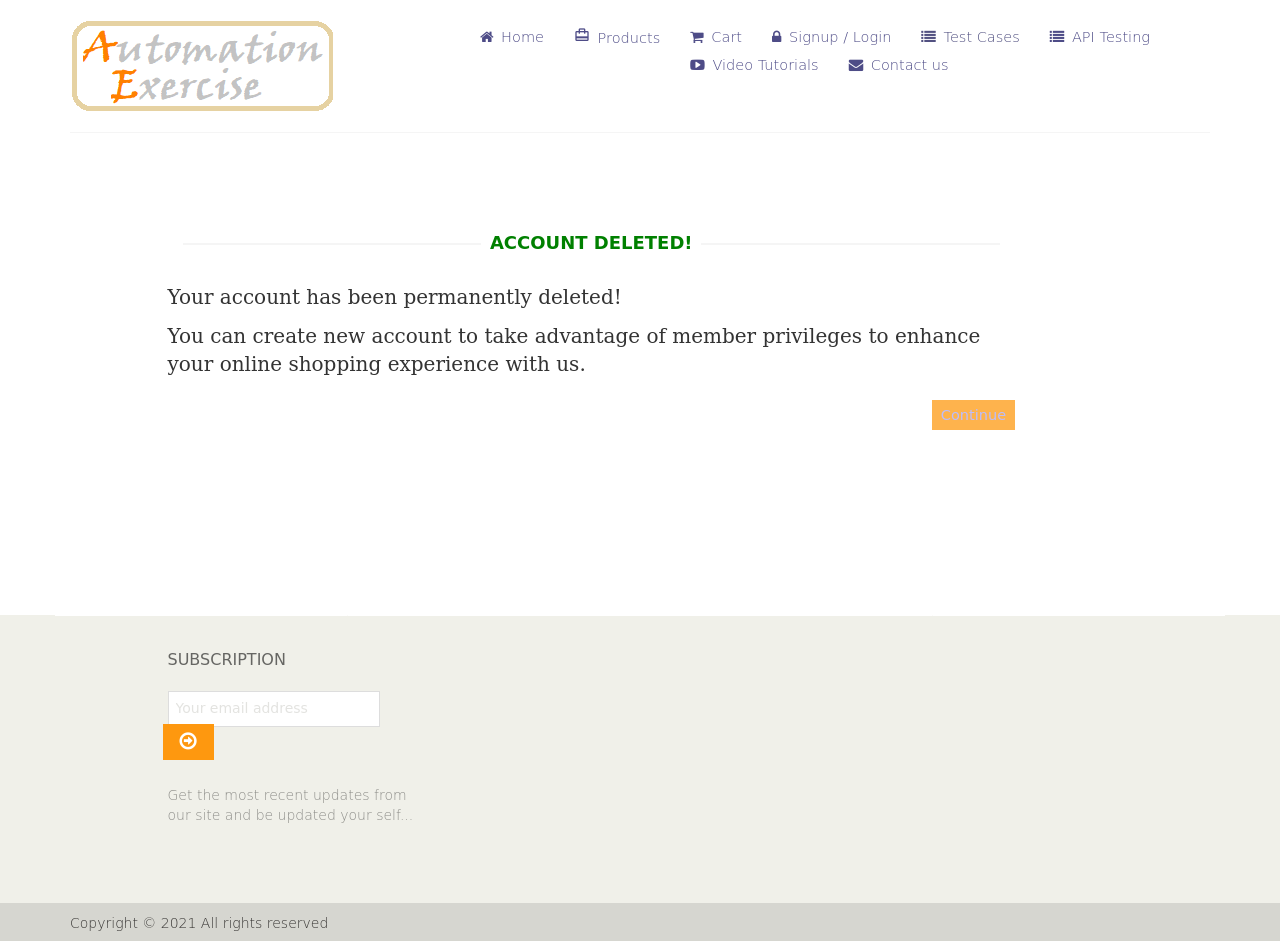 Automation
Exercise
Home
Products
Cart
Signup / Login
Test Cases
API Testing
Video Tutorials
Contact us
ACCOUNT DELETED!
Your account has been permanently deleted!
You can create new account to take advantage of member privileges to enhance
your online shopping experience with us.
Continue
SUBSCRIPTION
Your email address
Get the most recent updates from
our site and be updated your self...
Copyright © 2021 All rights reserved